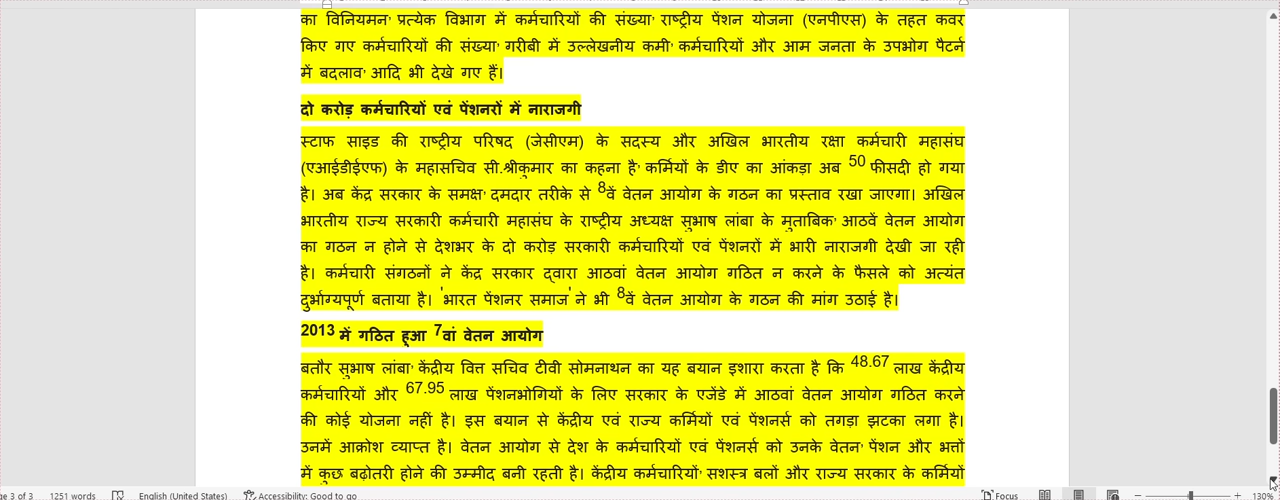 का विनियमन, प्रत्येक विभाग में कर्मचारियों की संख्या, राष्ट्रीय पेंशन योजना (एनपीएस) के तहत कवर
किए गए कर्मचारियों की संख्या, गरीबी में उल्लेखनीय कमी, कर्मचारियों और आम जनता के उपभोग पैटर्न
में बदलाव, आदि भी देखे गए हैं।
दो करोड़ कर्मचारियों एवं पेंशनरों में नाराजगी
स्टाफ साइड की राष्ट्रीय परिषद (जेसीएम) के सदस्य और अखिल भारतीय रक्षा कर्मचारी महासंघ
(एआईडीईएफ) के महासचिव सी.श्रीकुमार का कहना है, कर्मियों के डीए का आंकड़ा अब 50 फीसदी हो गया
है। अब केंद्र सरकार के समक्ष, दमदार तरीके से 8वें वेतन आयोग के गठन का प्रस्ताव रखा जाएगा। अखिल
भारतीय राज्य सरकारी कर्मचारी महासंघ के राष्ट्रीय अध्यक्ष सुभाष लांबा के मुताबिक, आठवें वेतन आयोग
का गठन न होने से देशभर के दो करोड़ सरकारी कर्मचारियों एवं पेंशनरों में भारी नाराजगी देखी जा रही
है। कर्मचारी संगठनों ने केंद्र सरकार द्वारा आठवां वेतन आयोग गठित न करने के फैसले को अत्यंत
दुर्भाग्यपूर्ण बताया है। 'भारत पेंशनर समाज' ने भी 8वें वेतन आयोग के गठन की मांग उठाई है।
2013 में गठित हुआ 7वां वेतन आयोग
बतौर सुभाष लांबा, केंद्रीय वित्त सचिव टीवी सोमनाथन का यह बयान इशारा करता है कि 48.67 लाख केंद्रीय
कर्मचारियों और 67.95 लाख पेंशनभोगियों के लिए सरकार के एजेंडे में आठवां वेतन आयोग गठित करने
की कोई योजना नहीं है। इस बयान से केंद्रीय एवं राज्य कर्मियों एवं पेंशनर्स को तगड़ा झटका लगा है।
उनमें आक्रोश व्याप्त है। वेतन आयोग से देश के कर्मचारियों एवं पेंशनर्स को उनके वेतन, पेंशन और भत्तों
में कुछ बढ़ोतरी होने की उम्मीद बनी रहती है। केंद्रीय कर्मचारियों, सशस्त्र बलों और राज्य सरकार के कर्मियों
ge 3 of 3 1251 words English (United States) Accessibility: Good to go Focus 130%